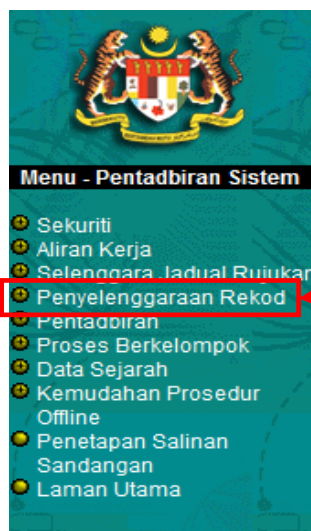 Menu - Pentadbiran Sistem
Sekuriti
Aliran Kerja
Selenggara Jadual Rujukan
Penyelenggaraan Rekod
Pentadbiran
Proses Berkelompok
Data Sejarah
Kemudahan Prosedur
Offline
Penetapan Salinan
Sandangan
Laman Utama